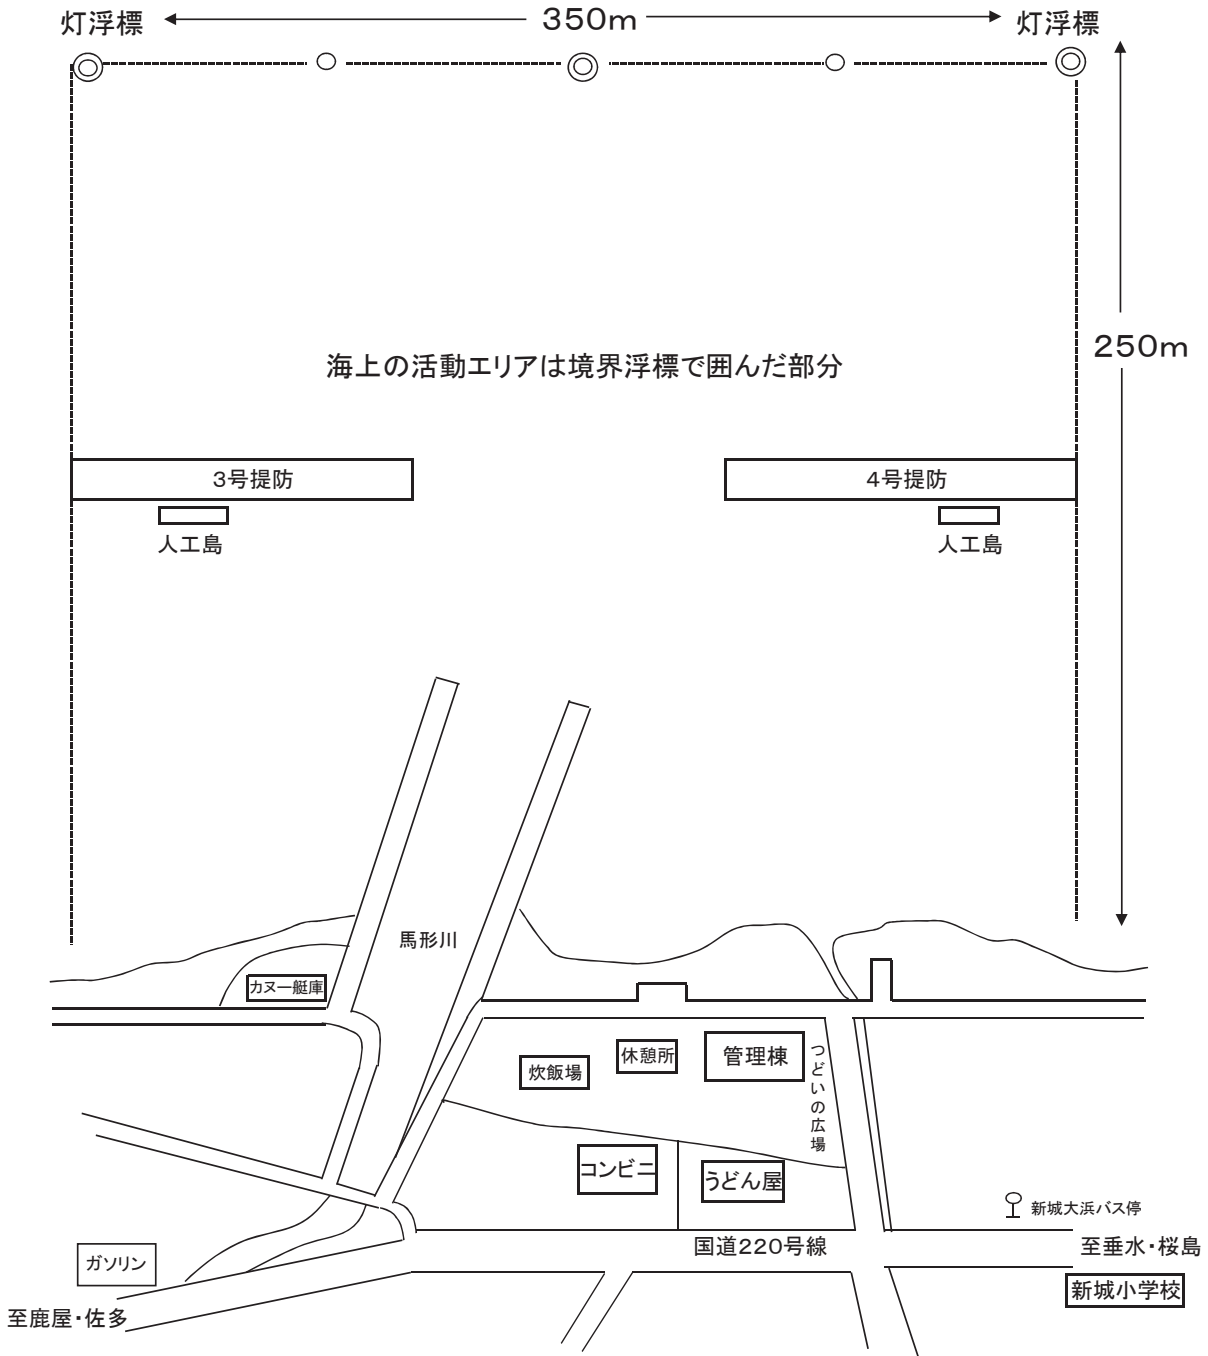 灯浮標
350m
灯浮標
250m
海上の活動エリアは境界浮標で囲んだ部分
3号提防
4号提防
人工島
人工島
馬形川
カヌー艇庫
炊飯場
休憩所
管理棟
つどいの広場
コンビニ
うどん屋
新城大浜バス停
国道220号線
至垂水・桜島
ガソリン
新城小学校
至鹿屋・佐多